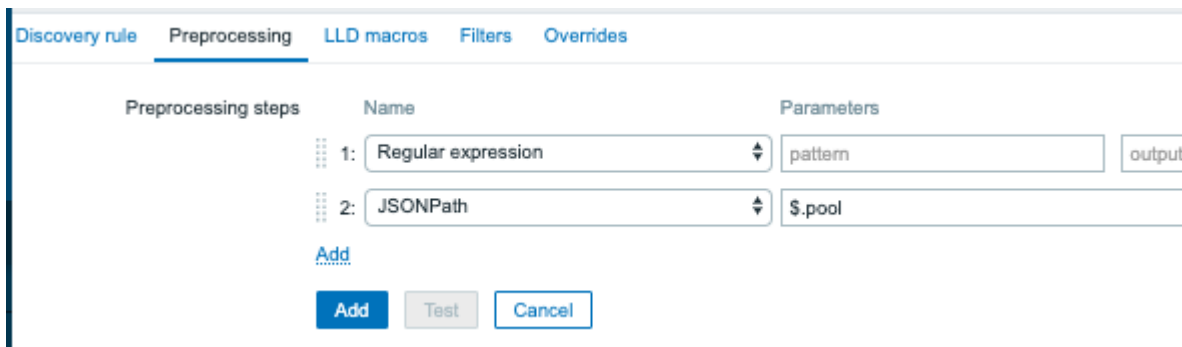 Discovery rule Preprocessing LLD macros Filters Overrides
Preprocessing steps Name Parameters
1: Regular expression pattern output
2: JSONPath $.pool
Add
Add Test Cancel